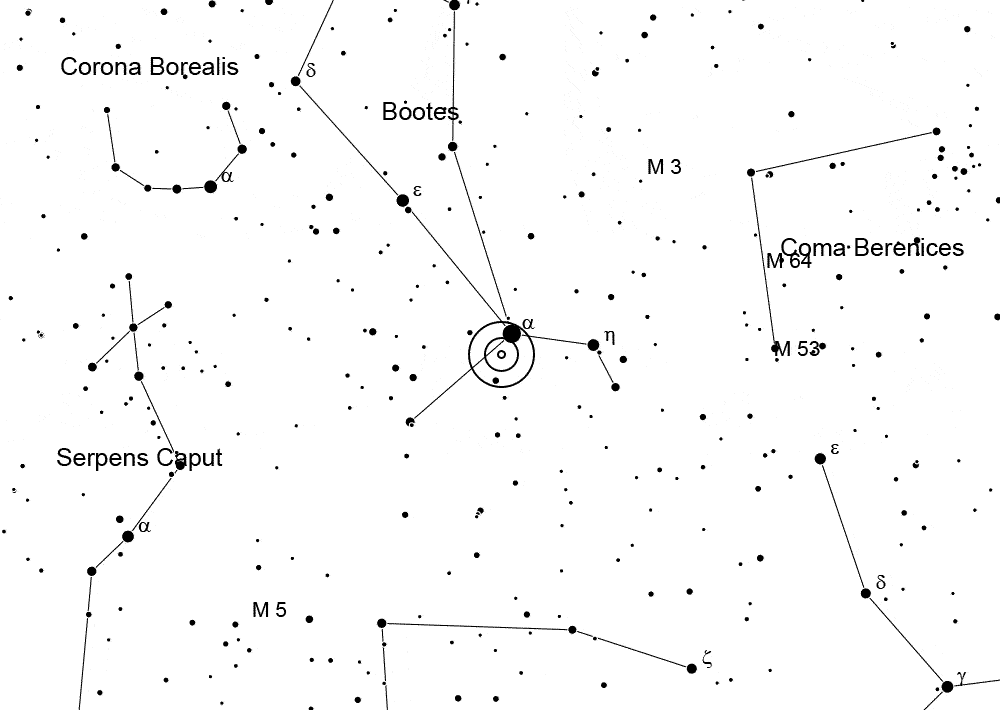 δ
Corona Borealis
Bootes
α
M 3
ε
Coma Berenices
M 64
α
η
M 53
Serpens Caput
ε
α
δ
M 5
ζ
γ